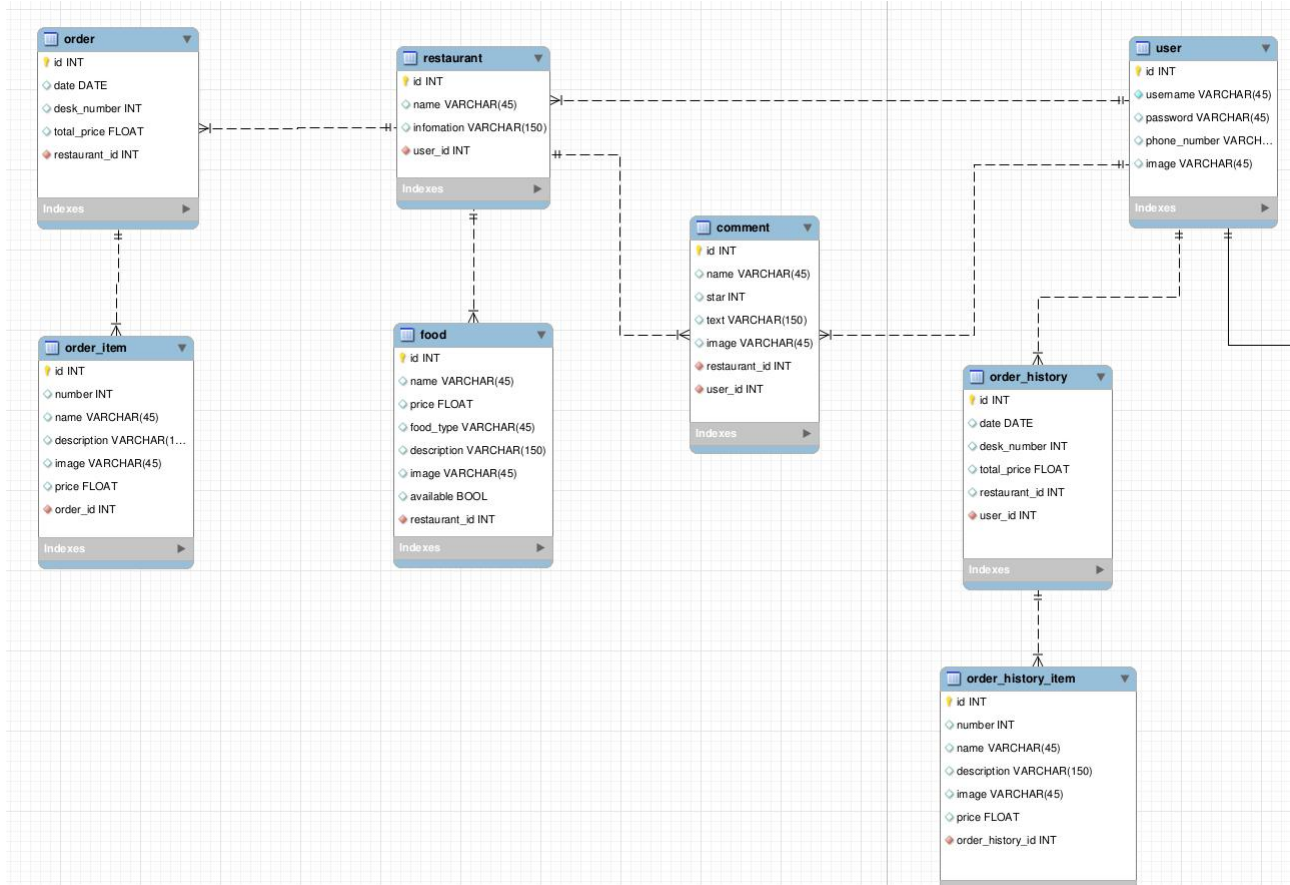 order
id INT
date DATE
desk_number INT
total_price FLOAT
restaurant_id INT
Indexes
restaurant
id INT
name VARCHAR(45)
infomation VARCHAR(150)
user_id INT
Indexes
user
id INT
username VARCHAR(45)
password VARCHAR(45)
phone_number VARCH...
image VARCHAR(45)
Indexes
comment
id INT
name VARCHAR(45)
star INT
text VARCHAR(150)
image VARCHAR(45)
restaurant_id INT
user_id INT
Indexes
order_item
id INT
number INT
name VARCHAR(45)
description VARCHAR(1...
image VARCHAR(45)
price FLOAT
order_id INT
Indexes
food
id INT
name VARCHAR(45)
price FLOAT
food_type VARCHAR(45)
description VARCHAR(150)
image VARCHAR(45)
available BOOL
restaurant_id INT
Indexes
order_history
id INT
date DATE
desk_number INT
total_price FLOAT
restaurant_id INT
user_id INT
Indexes
order_history_item
id INT
number INT
name VARCHAR(45)
description VARCHAR(150)
image VARCHAR(45)
price FLOAT
order_history_id INT